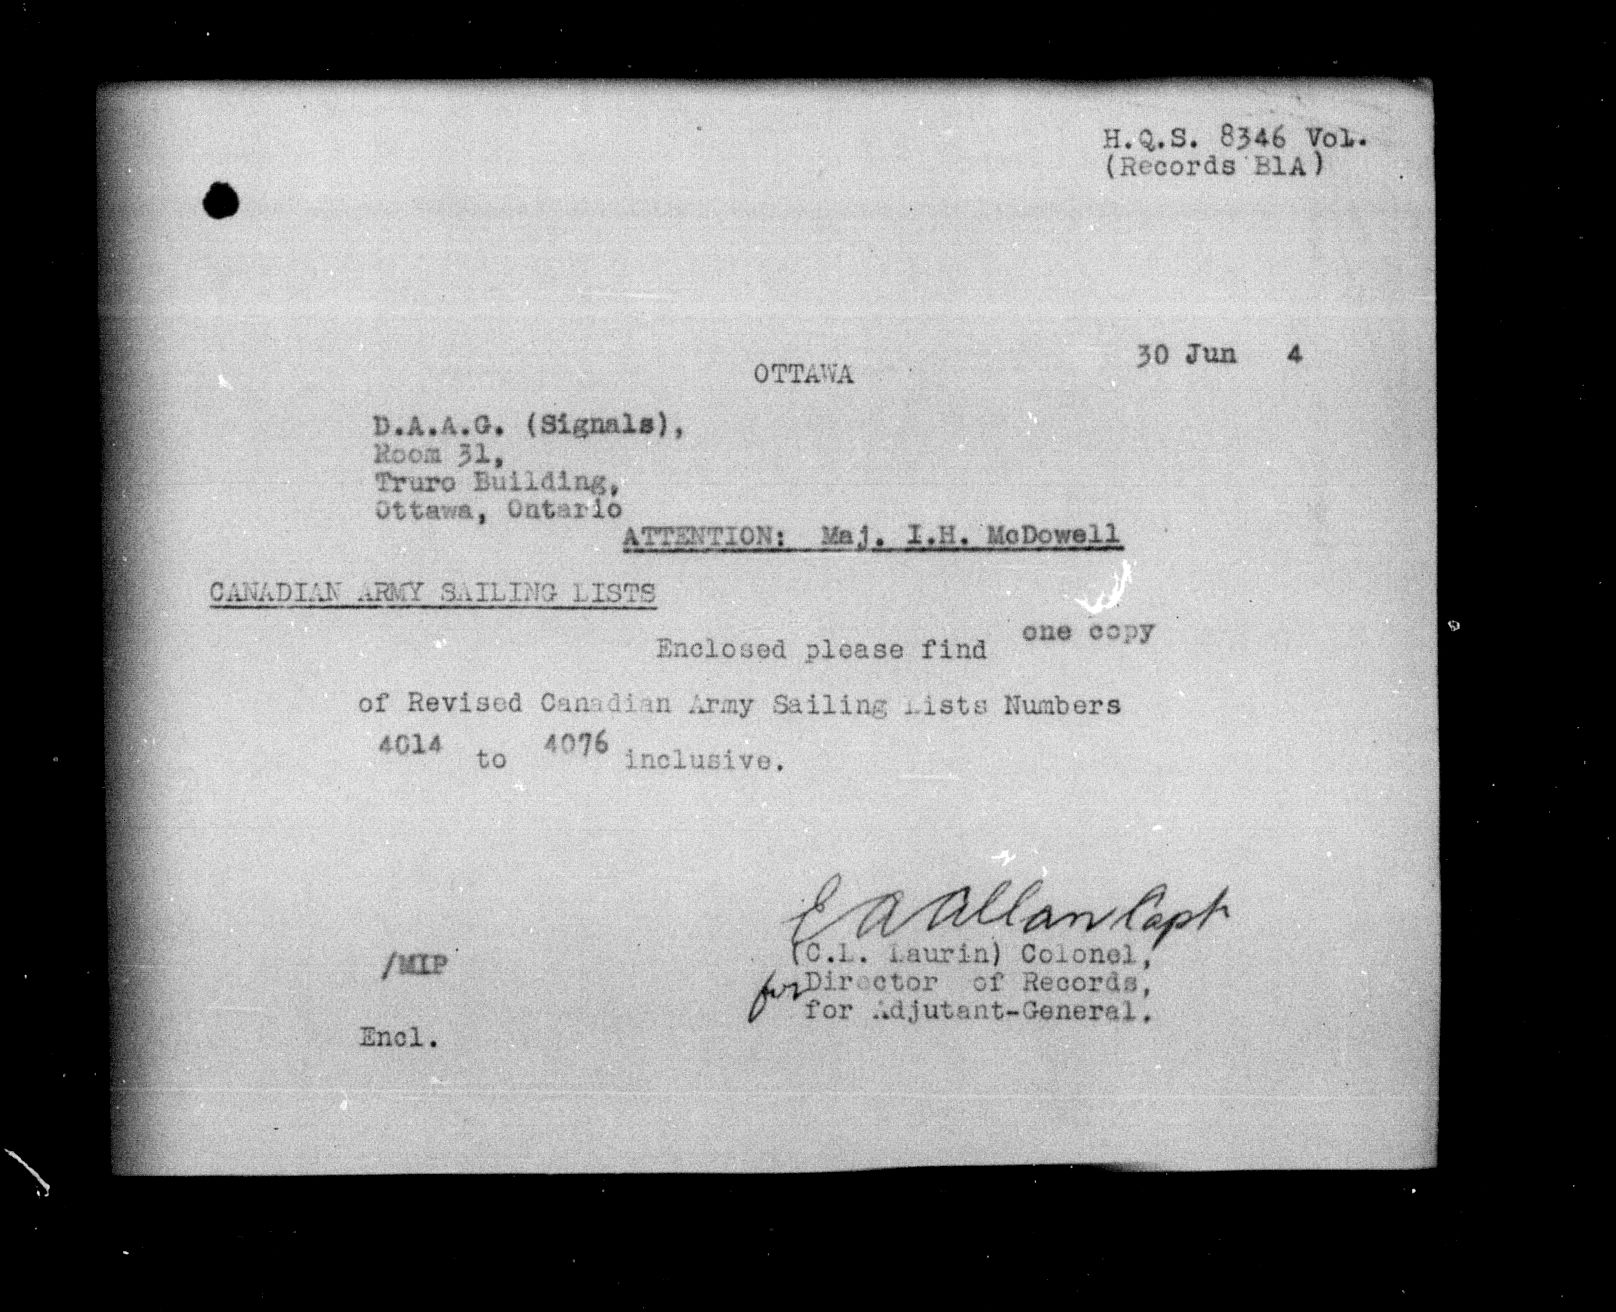 H.Q.S. 8346 Vol.
(Records B1A)
30 Jun 4
OTTAWA
D.A.A.G. (Signals),
Room 31,
Truro Building,
Ottawa, Ontario
ATTENTION: Maj. I.H. McDowell
CANADIAN ARMY SAILING LISTS
Enclosed please find one copy
of Revised Canadian Army Sailing Lists Numbers
4014 to 4076 inclusive.
E A Allan Capt
(C.L. Laurin) Colonel,
/MIP
for Director of Records,
for Adjutant-General.
Encl.